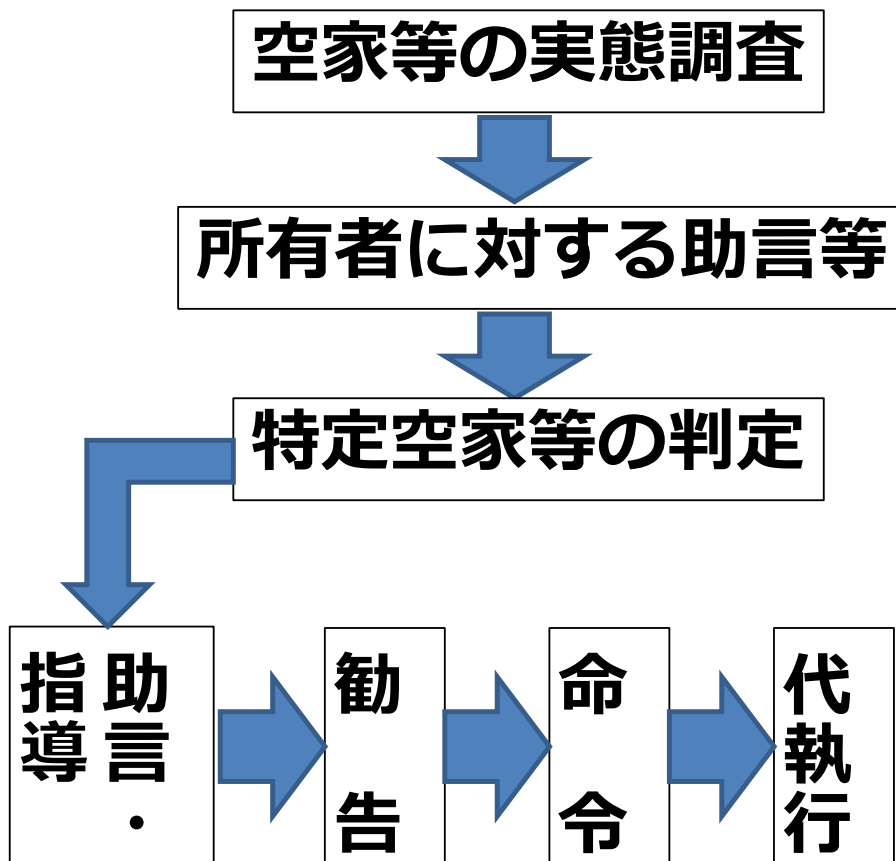 空家等の実態調査
所有者に対する助言等
特定空家等の判定
助言・
指導
勧告
命令
代執行